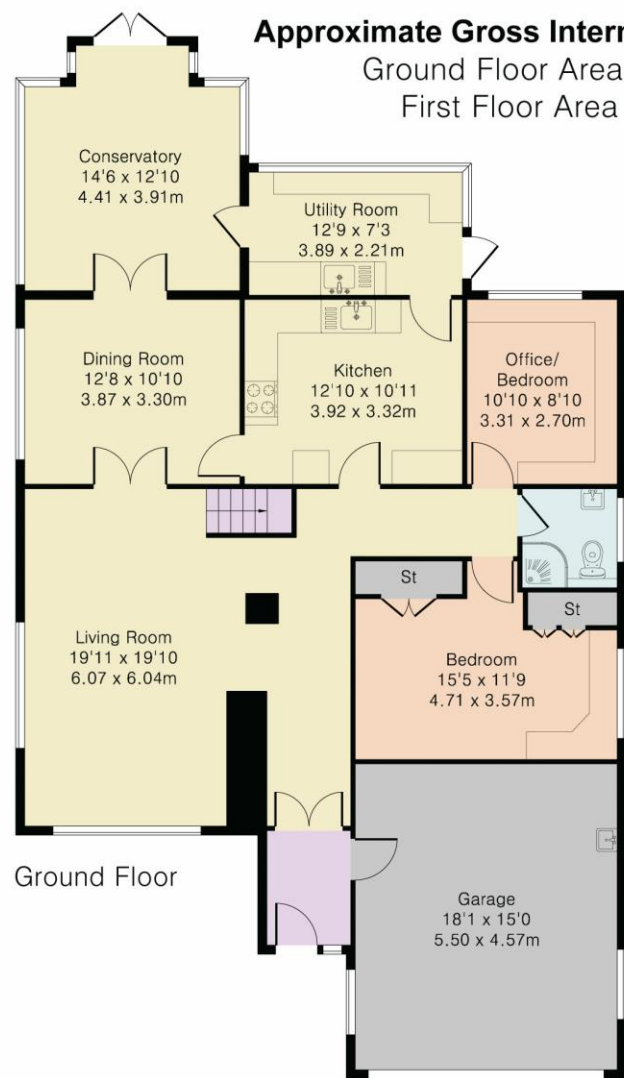 Approximate Gross Inter
Ground Floor Area
First Floor Area
Conservatory
14'6 x 12'10
4.41 x 3.91m
Utility Room
12'9 x 7'3
3.89 x 2.21m
Dining Room
12'8 x 10'10
3.87 x 3.30m
Kitchen
12'10 x 10'11
3.92 x 3.32m
Office/
Bedroom
10'10 x 8'10
3.31 x 2.70m
St
St
Living Room
19'11 x 19'10
6.07 x 6.04m
Bedroom
15'5 x 11'9
4.71 x 3.57m
Ground Floor
Garage
18'1 x 15'0
5.50 x 4.57m